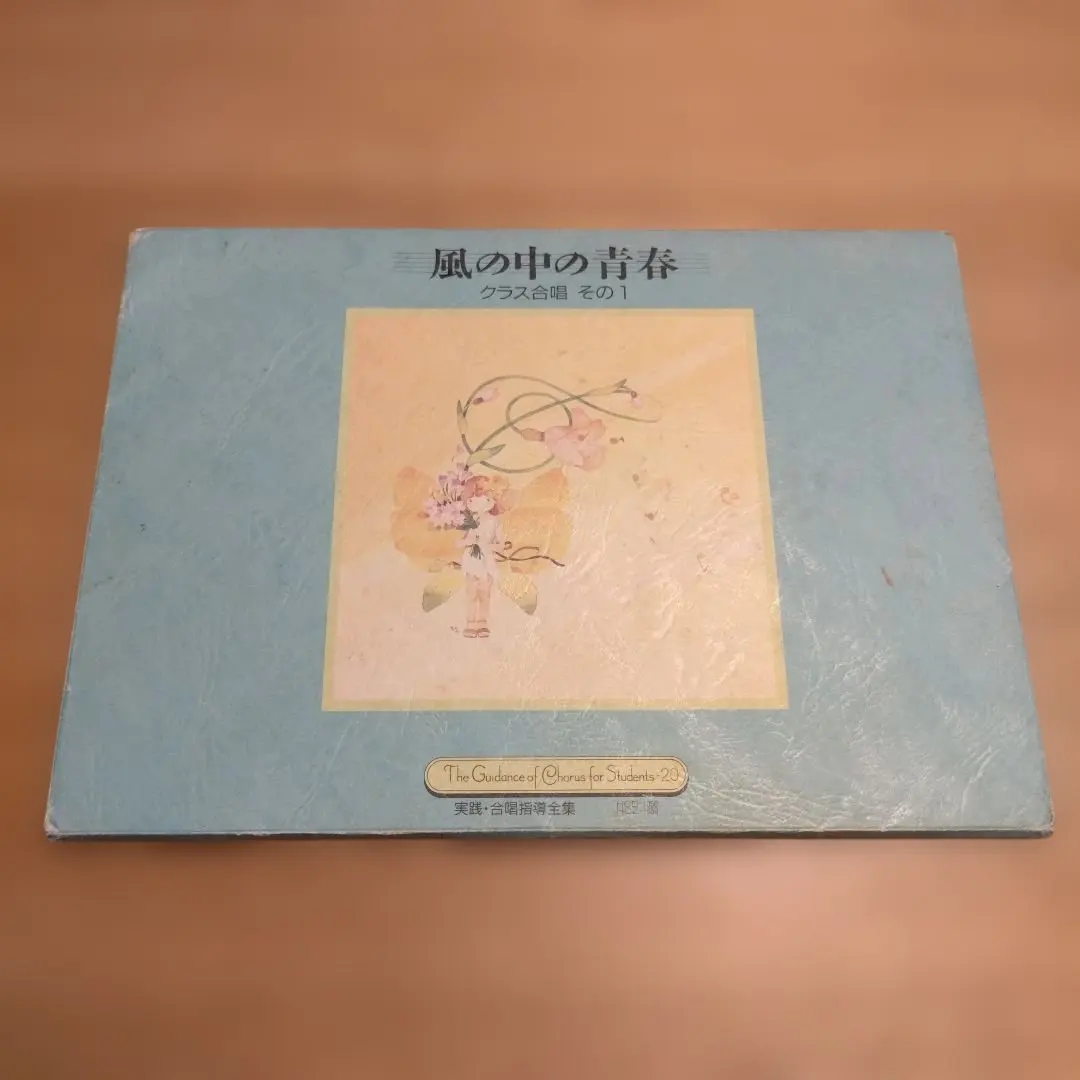 風の中の青春
クラス合唱 その1
The Guidance of Chorus for Students-20
実践・合唱指導全集